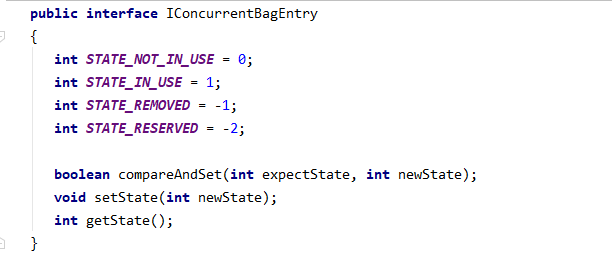 public interface IConcurrentBagEntry
{
int STATE_NOT_IN_USE = 0;
int STATE_IN_USE = 1;
int STATE_REMOVED = -1;
int STATE_RESERVED = -2;
boolean compareAndSet(int expectState, int newState);
void setState(int newState);
int getState();
}